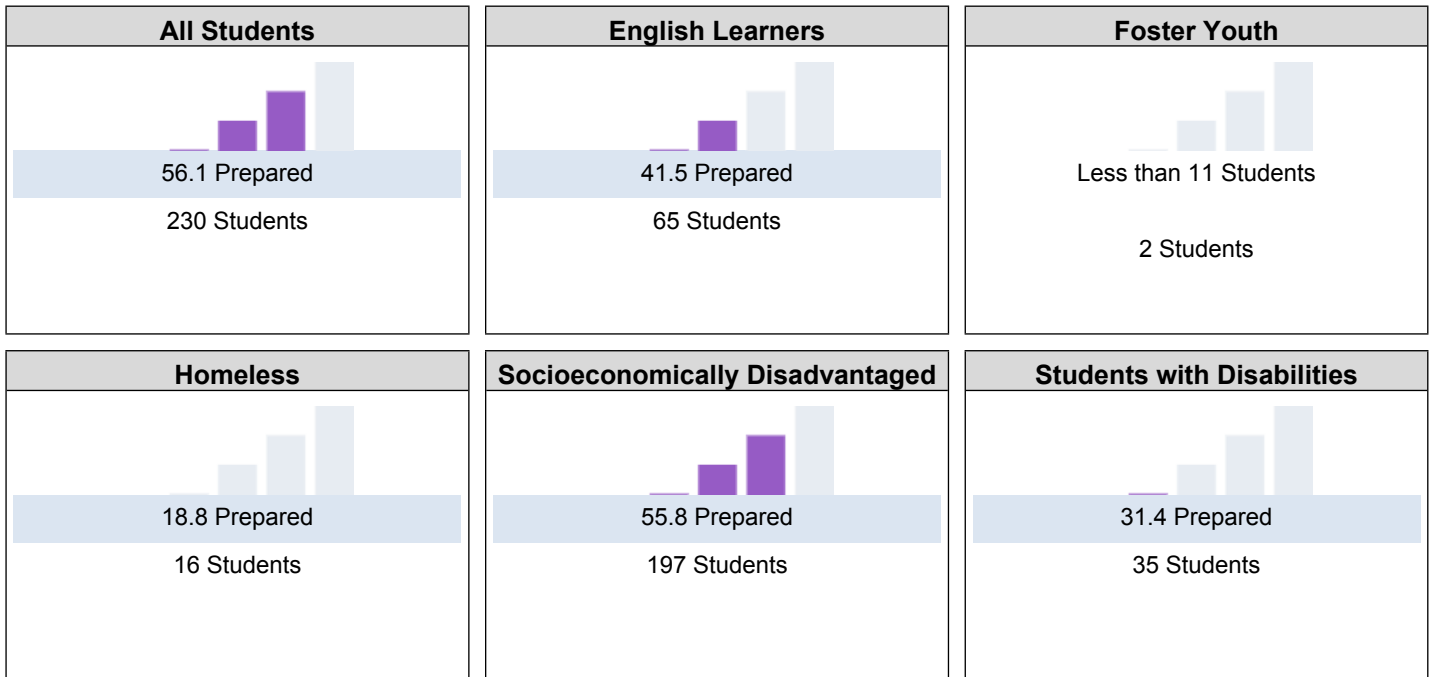 All Students
56.1 Prepared
230 Students
English Learners
41.5 Prepared
65 Students
Foster Youth
Less than 11 Students
2 Students
Homeless
18.8 Prepared
16 Students
Socioeconomically Disadvantaged
55.8 Prepared
197 Students
Students with Disabilities
31.4 Prepared
35 Students